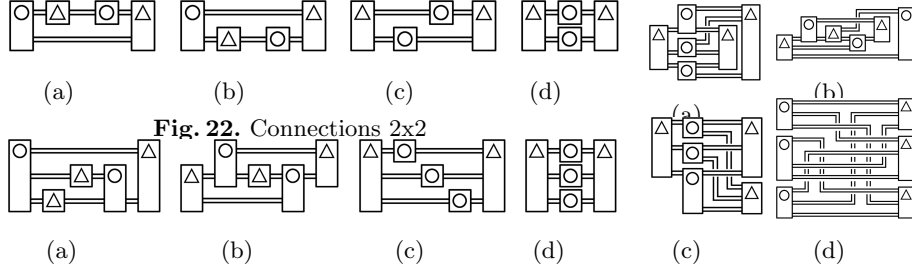 (a) (b) (c) (d)
(b)
Fig. 22. Connections 2x2
(a)
(a) (b) (c) (d)
(c) (d)